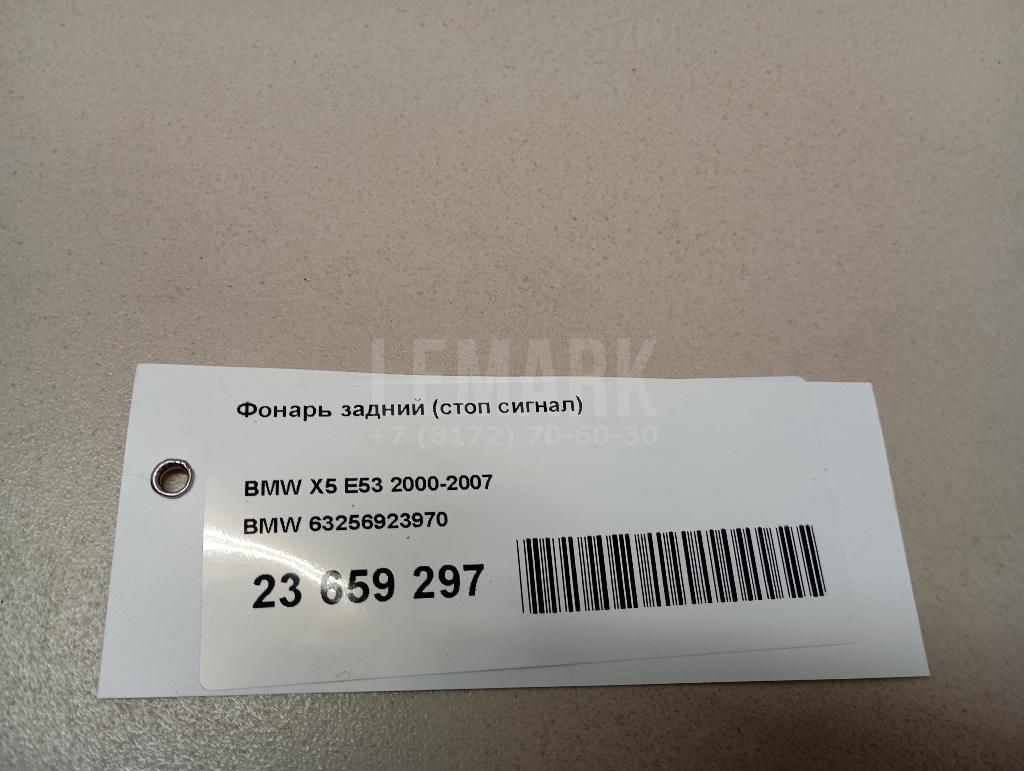 LEMARK
Фонарь задний (стоп сигнал)
+7 (8172) 70-60-30
BMW X5 E53 2000-2007
BMW 63256923970
23 659 297